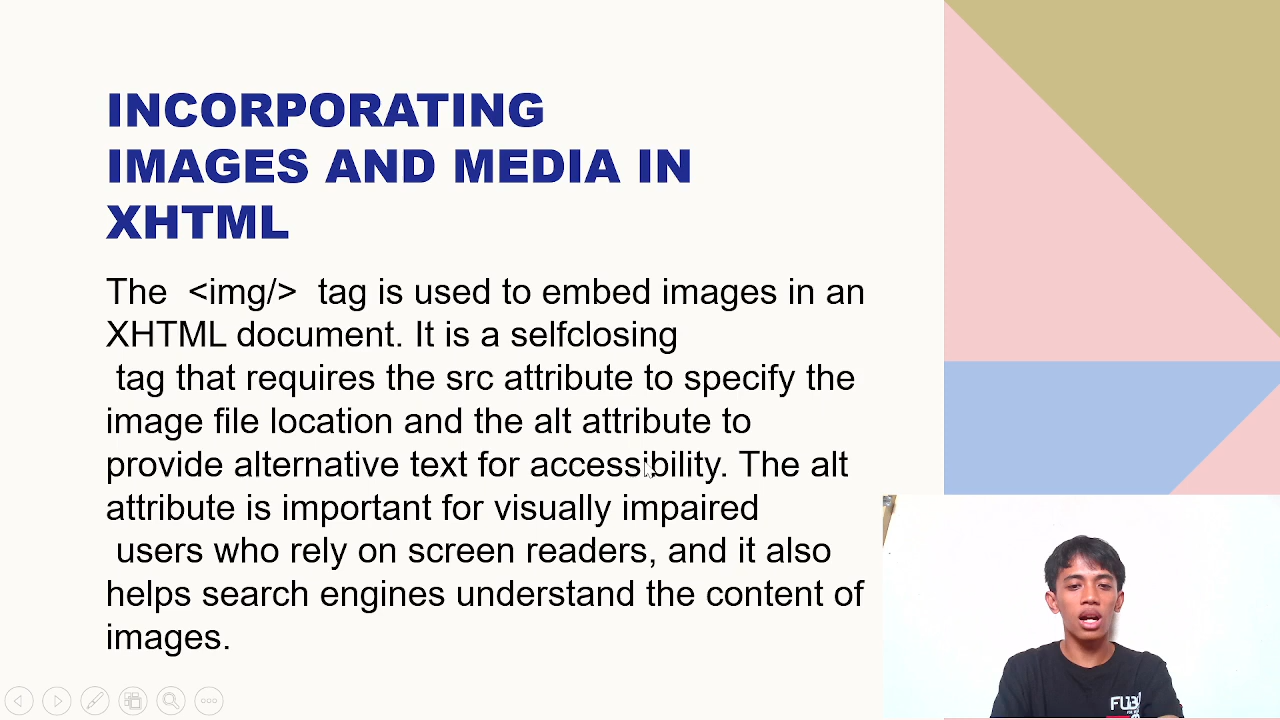 INCORPORATING
IMAGES AND MEDIA IN
XHTML
The <img/> tag is used to embed images in an
XHTML document. It is a selfclosing
tag that requires the src attribute to specify the
image file location and the alt attribute to
provide alternative text for accessibility. The alt
attribute is important for visually impaired
users who rely on screen readers, and it also
helps search engines understand the content of
images.